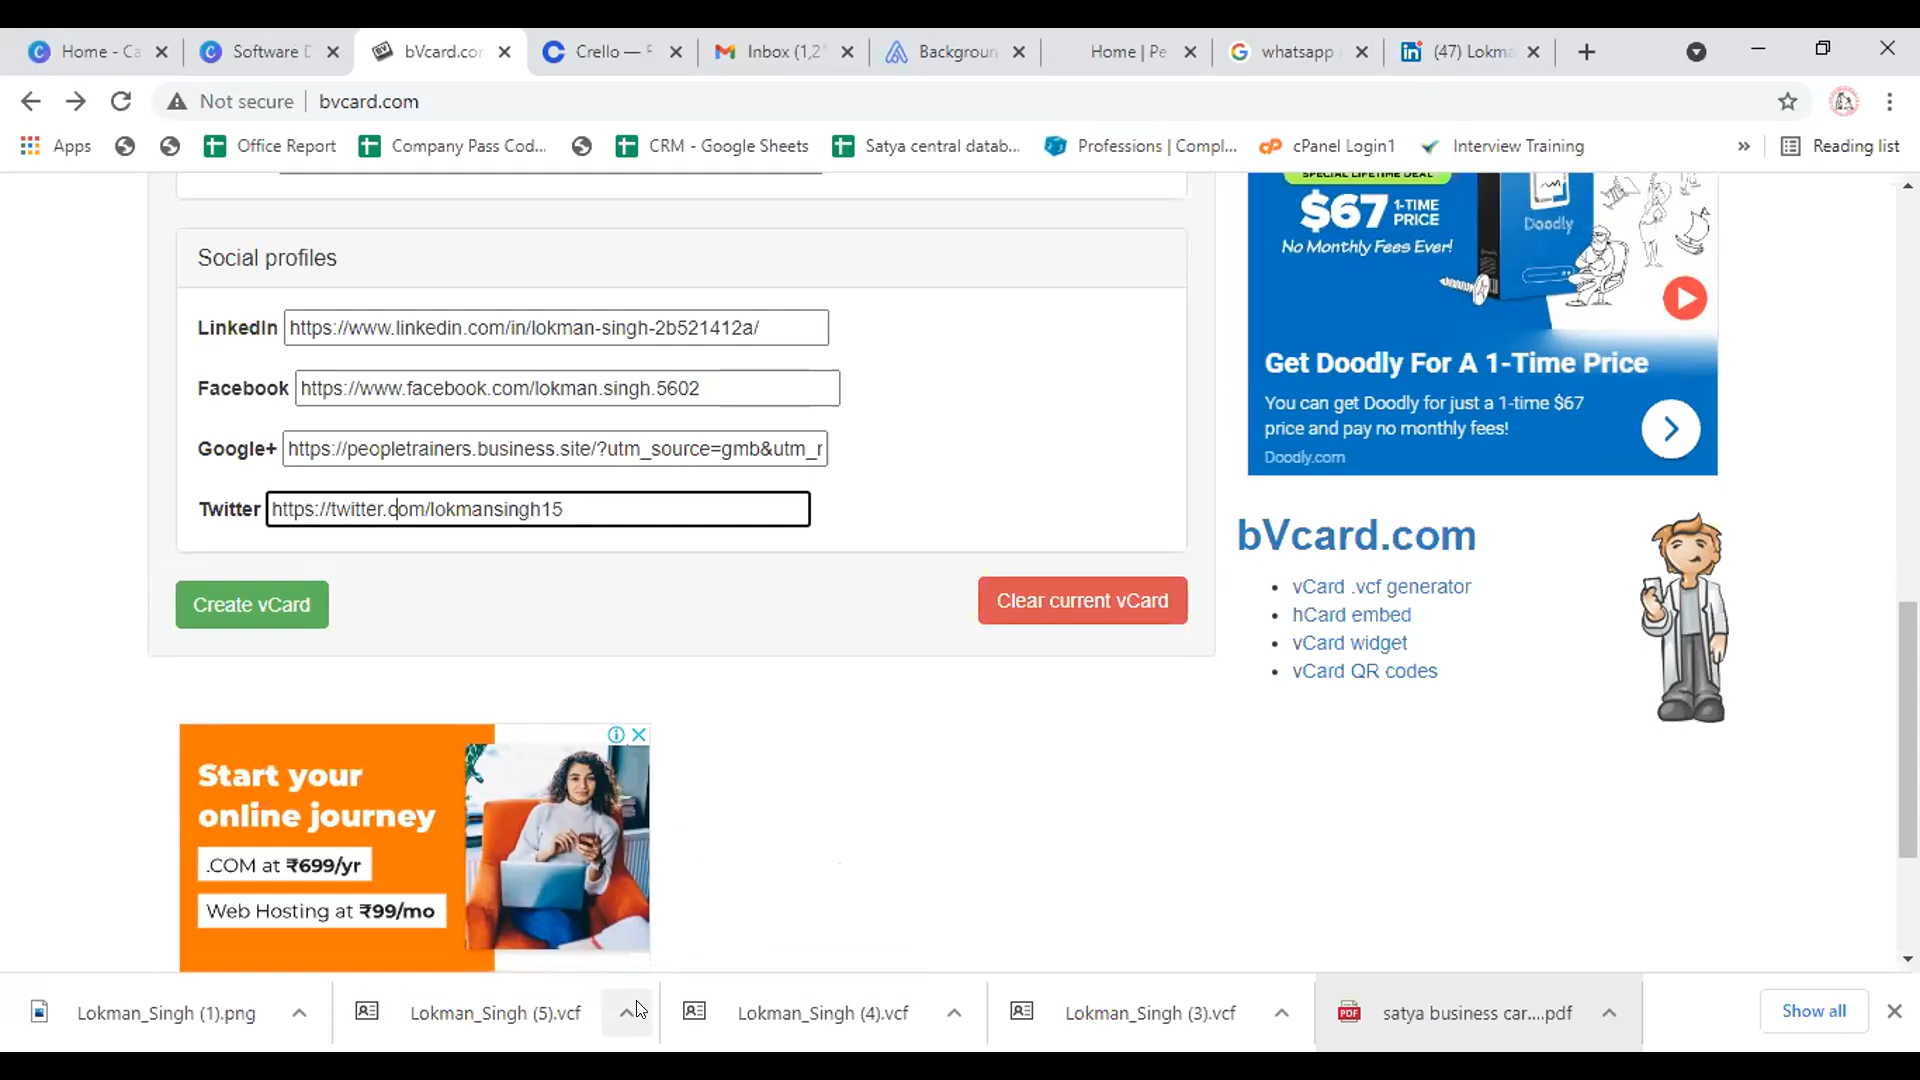 Home - Ca
Software D
bVcard.cor
Crello — F
Inbox (1,2
Backgroun
Home | Pe
whatsapp
(47) Lokma
Not secure
bvcard.com
Apps
Office Report
Company Pass Cod...
CRM - Google Sheets
Satya central datab...
Professions | Compl...
cPanel Login1
Interview Training
»
Reading list
SPECIAL LIFETIME DEAL
$67 1-TIME PRICE
No Monthly Fees Ever!
Doodly
Get Doodly For A 1-Time Price
You can get Doodly for just a 1-time $67
price and pay no monthly fees!
Doodly.com
Social profiles
LinkedIn https://www.linkedin.com/in/lokman-singh-2b521412a/
Facebook https://www.facebook.com/lokman.singh.5602
Google+ https://peopletrainers.business.site/?utm_source=gmb&utm_r
Twitter https://twitter.com/lokmansingh15
Create vCard
Clear current vCard
bVcard.com
vCard .vcf generator
hCard embed
vCard widget
vCard QR codes
Start your
online journey
.COM at ₹699/yr
Web Hosting at ₹99/mo
Lokman_Singh (1).png
Lokman_Singh (5).vcf
Lokman_Singh (4).vcf
Lokman_Singh (3).vcf
PDF
satya business car....pdf
Show all